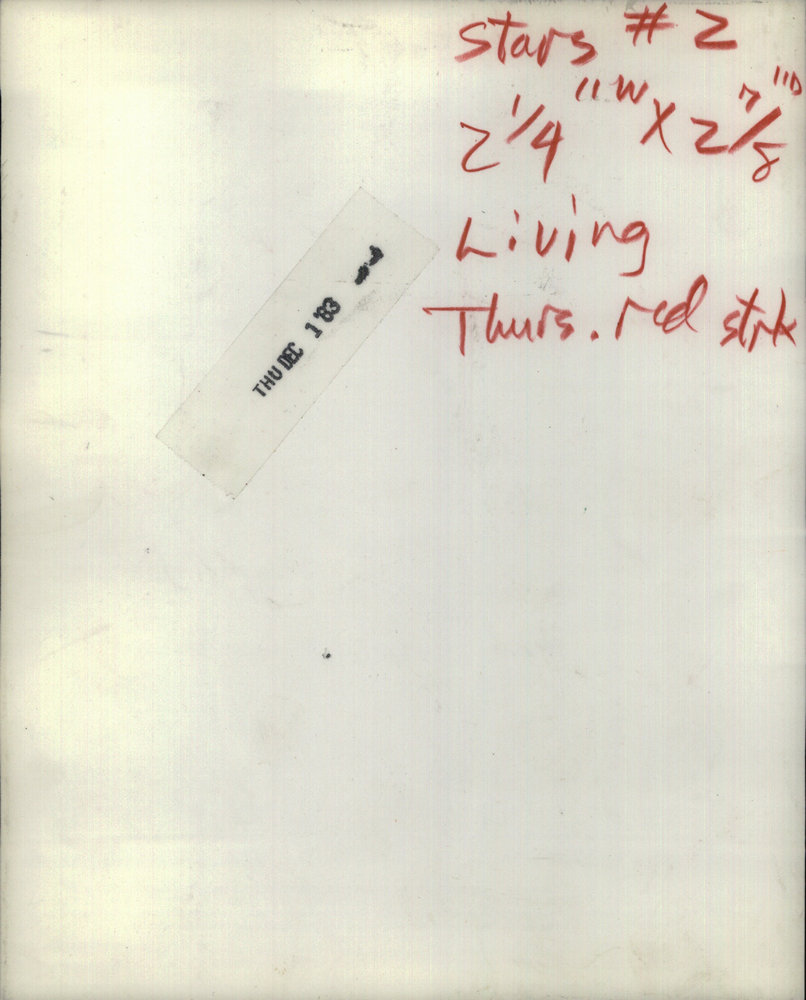 Stars # 2
2 1/4 "W X 2 7/8 "D
Living
Thurs. red strk
THU DEC 1 '83